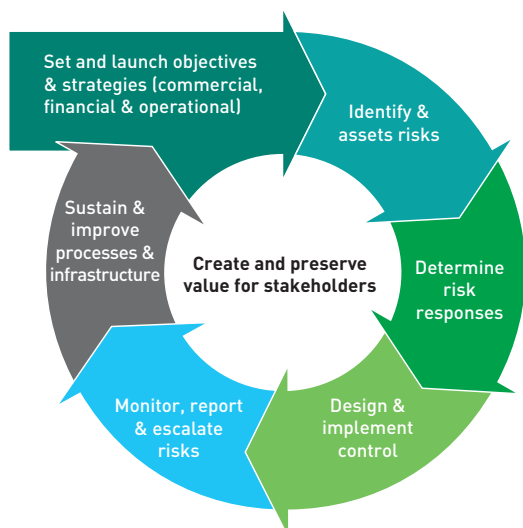 Set and launch objectives
& strategies (commercial,
financial & operational)
Identify &
assets risks
Determine
risk
responses
Design &
implement
control
Monitor, report
& escalate
risks
Sustain &
improve
processes &
infrastructure
Create and preserve
value for stakeholders